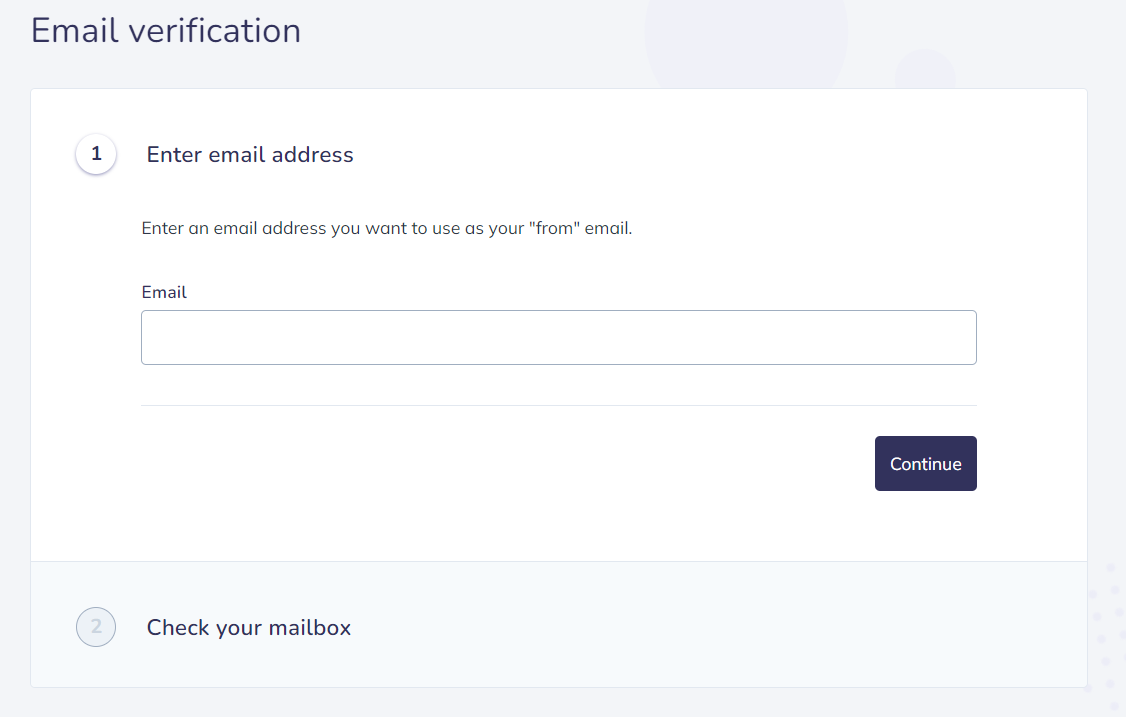 Email verification
1
Enter email address
Enter an email address you want to use as your "from" email.
Email
Continue
2
Check your mailbox